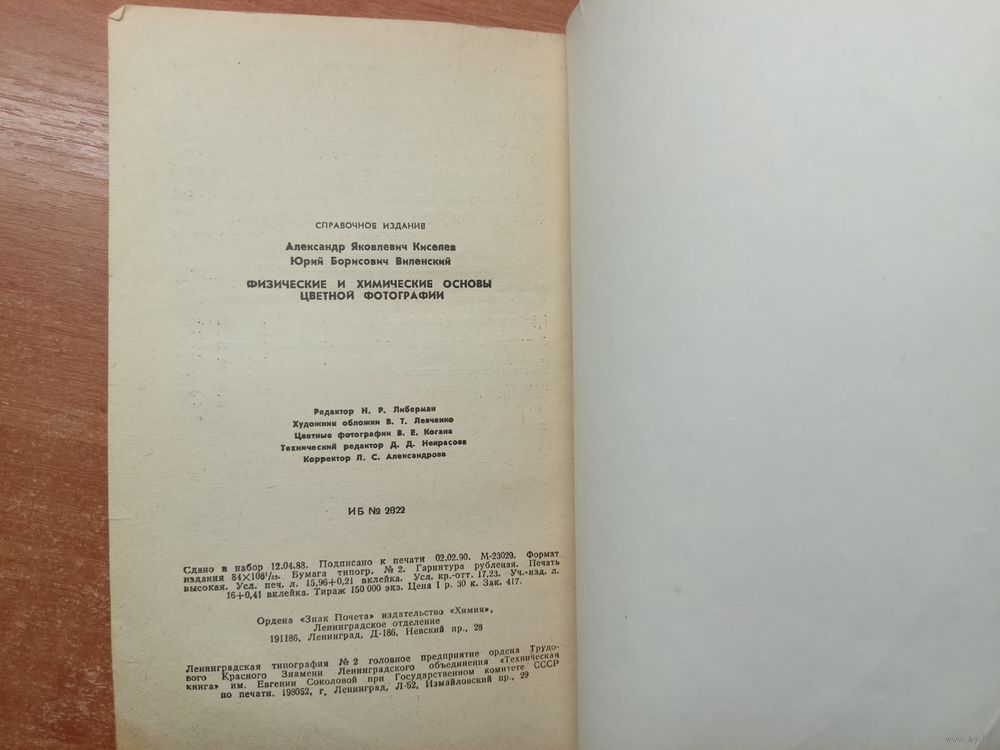 СПРАВОЧНОЕ ИЗДАНИЕ
Александр Яковлевич Киселев
Юрий Борисович Виленский
ФИЗИЧЕСКИЕ И ХИМИЧЕСКИЕ ОСНОВЫ
ЦВЕТНОЙ ФОТОГРАФИИ
Редактор Н. Р. Либерман
Художник обложки В. Т. Левченко
Цветные фотографии В. Е. Когана
Технический редактор Д. Д. Некрасова
Корректор Л. С. Александрова
ИБ № 2822
Сдано в набор 12.04.88. Подписано к печати 02.02.90. М-23029. Формат
издания 84×108¹/₃₂. Бумага типогр. № 2. Гарнитура рубленая. Печать
высокая. Усл. печ. л. 15,96+0,21 вклейка. Усл. кр.-отт. 17,23. Уч.-изд. л.
16+0,41 вклейка. Тираж 150 000 экз. Цена 1 р. 30 к. Зак. 417.
Ордена «Знак Почета» издательство «Химия»,
Ленинградское отделение
191186, Ленинград, Д-186, Невский пр., 28
Ленинградская типография № 2 головное предприятие ордена Трудо-
вого Красного Знамени Ленинградского объединения «Техническая
книга» им. Евгении Соколовой при Государственном комитете СССР
по печати. 198052, г. Ленинград, Л-52, Измайловский пр., 29